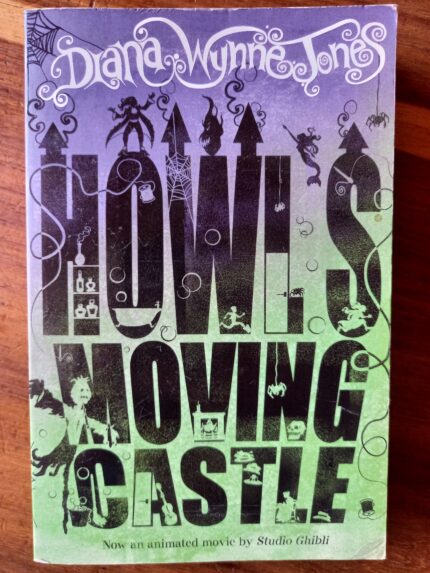 Diana Wynne Jones
HOWL'S
MOVING
CASTLE
Now an animated movie by Studio Ghibli